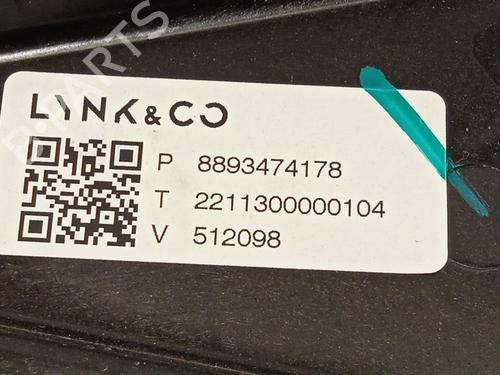 LYNK & CO
P 8893474178
T 2211300000104
V 512098